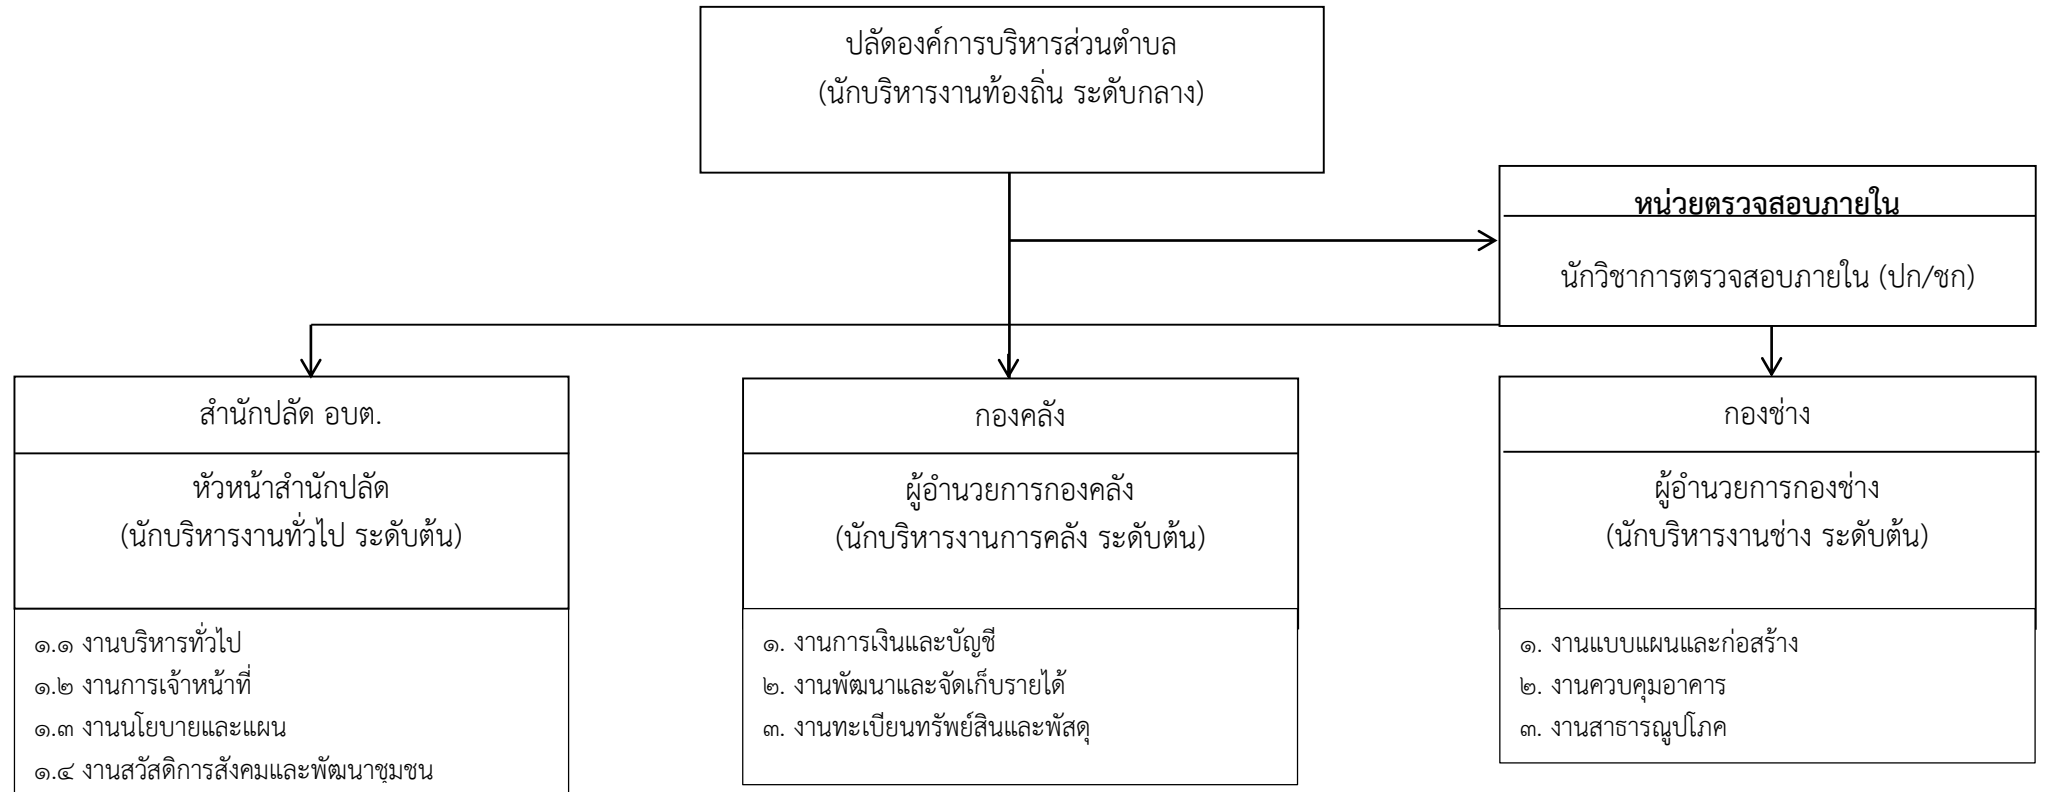 ปลัดองค์การบริหารส่วนตำบล
(นักบริหารงานท้องถิ่น ระดับกลาง)
หน่วยตรวจสอบภายใน
นักวิชาการตรวจสอบภายใน (ปก/ชก)
สำนักปลัด อบต.
หัวหน้าสำนักปลัด
(นักบริหารงานทั่วไป ระดับต้น)
๑.๑ งานบริหารทั่วไป
๑.๒ งานการเจ้าหน้าที่
๑.๓ งานนโยบายและแผน
๑.๔ งานสวัสดิการสังคมและพัฒนาชุมชน
กองคลัง
ผู้อำนวยการกองคลัง
(นักบริหารงานการคลัง ระดับต้น)
๑. งานการเงินและบัญชี
๒. งานพัฒนาและจัดเก็บรายได้
๓. งานทะเบียนทรัพย์สินและพัสดุ
กองช่าง
ผู้อำนวยการกองช่าง
(นักบริหารงานช่าง ระดับต้น)
๑. งานแบบแผนและก่อสร้าง
๒. งานควบคุมอาคาร
๓. งานสาธารณูปโภค